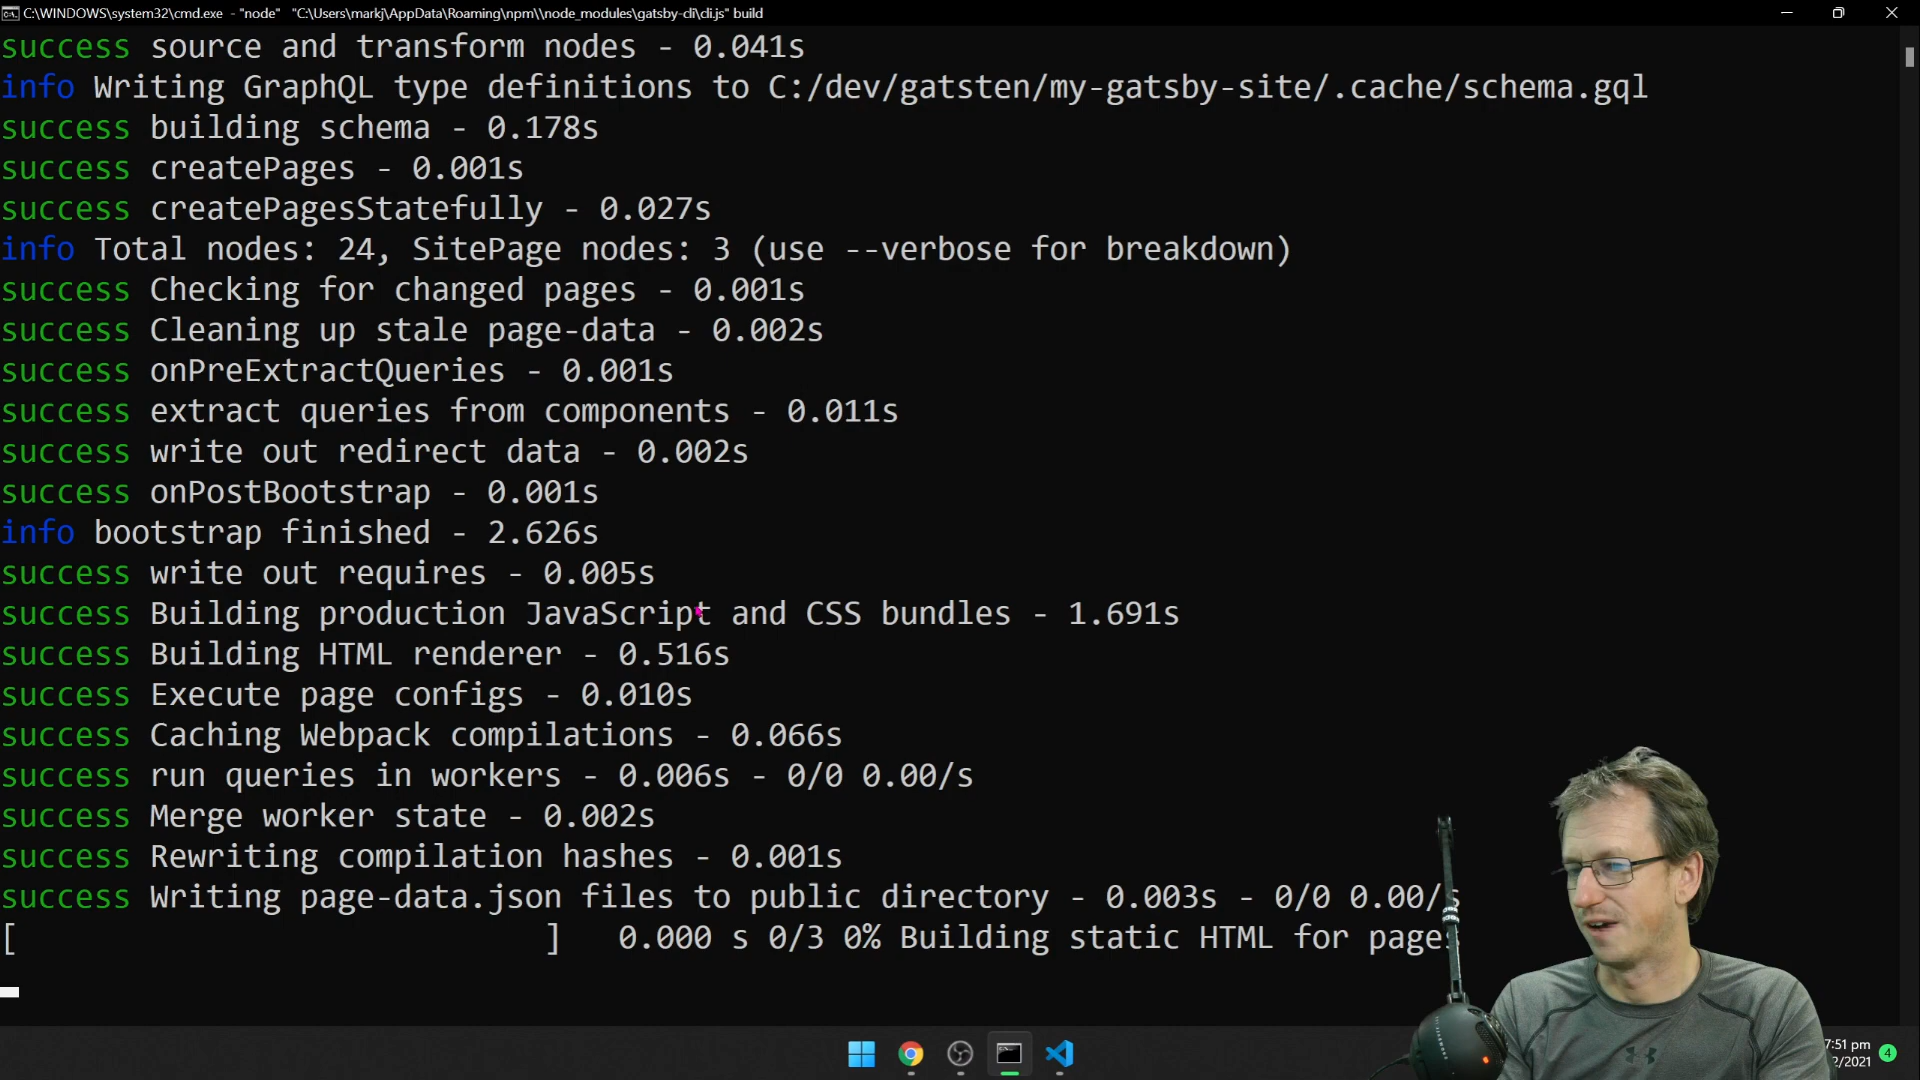 C:\WINDOWS\system32\cmd.exe - "node" "C:\Users\markj\AppData\Roaming\npm\\node_modules\gatsby-cli\cli.js" build
success source and transform nodes - 0.041s
info Writing GraphQL type definitions to C:/dev/gatsten/my-gatsby-site/.cache/schema.gql
success building schema - 0.178s
success createPages - 0.001s
success createPagesStatefully - 0.027s
info Total nodes: 24, SitePage nodes: 3 (use --verbose for breakdown)
success Checking for changed pages - 0.001s
success Cleaning up stale page-data - 0.002s
success onPreExtractQueries - 0.001s
success extract queries from components - 0.011s
success write out redirect data - 0.002s
success onPostBootstrap - 0.001s
info bootstrap finished - 2.626s
success write out requires - 0.005s
success Building production JavaScript and CSS bundles - 1.691s
success Building HTML renderer - 0.516s
success Execute page configs - 0.010s
success Caching Webpack compilations - 0.066s
success run queries in workers - 0.006s - 0/0 0.00/s
success Merge worker state - 0.002s
success Rewriting compilation hashes - 0.001s
success Writing page-data.json files to public directory - 0.003s - 0/0 0.00/s
[ ] 0.000 s 0/3 0% Building static HTML for pages
7:51 pm
2/2021
4